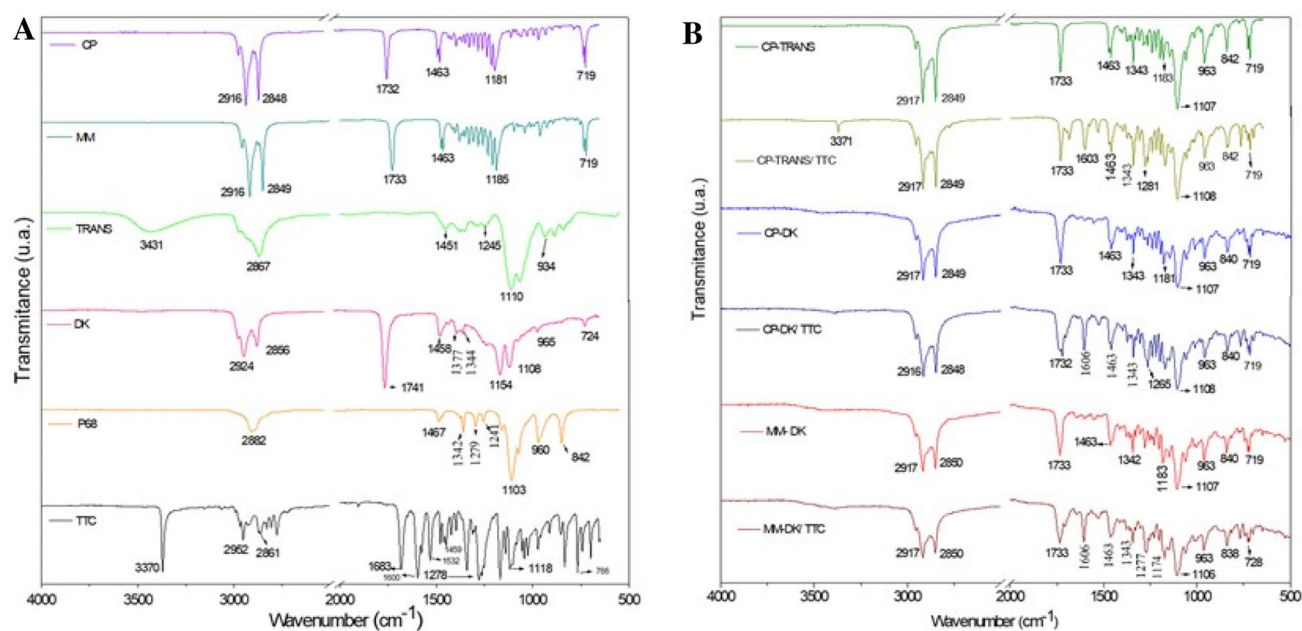 A
Transmitance (u.a.)
CP
2916 2848 1732 1463 1181 719
MM
2916 2849 1733 1463 1185 719
TRANS
3431 2867 1451 1245 1110 934
DK
2924 2856 1741 1458 1377 1344 1154 1108 965 724
P68
2882 1467 1342 1279 1241 1103 960 842
TTC
3370 2952 2861 1683 1600 1459 1532 1278 1118 766
4000 3500 3000 2500 2000 1500 1000 500
Wavenumber (cm-1)
B
Transmitance (u.a.)
CP-TRANS
2917 2849 1733 1463 1343 1183 1107 963 842 719
CP-TRANS/ TTC
3371 2917 2849 1733 1603 1463 1343 1281 1108 963 842 719
CP-DK
2917 2849 1733 1463 1343 1181 1107 963 840 719
CP-DK/ TTC
2916 2848 1732 1606 1463 1343 1265 1108 963 840 719
MM- DK
2917 2850 1733 1463 1342 1183 1107 963 840 719
MM-DK/ TTC
2917 2850 1733 1606 1463 1343 1277 1174 1106 963 838 728
4000 3500 3000 2500 2000 1500 1000 500
Wavenumber (cm-1)